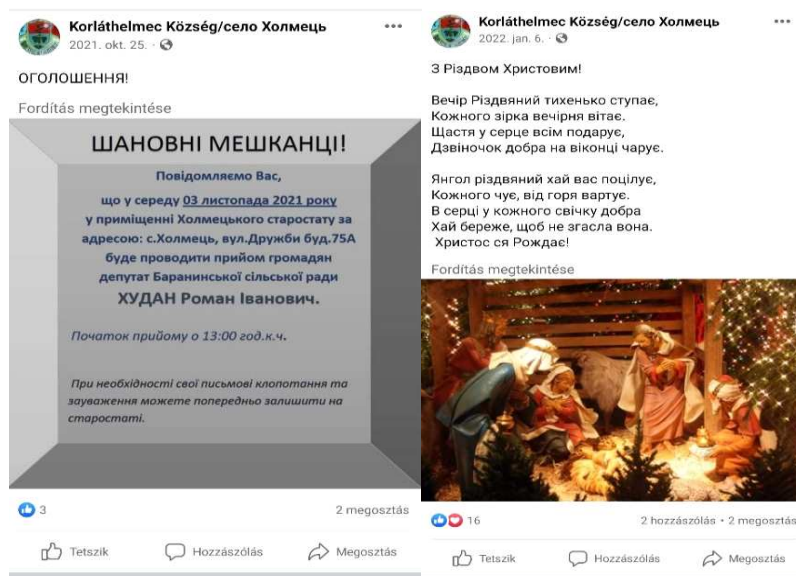 Korláthelmec Község/село Холмець
2021. okt. 25. ·
ОГОЛОШЕННЯ!
Fordítás megtekintése
ШАНОВНІ МЕШКАНЦІ!
Повідомляємо Вас,
що у середу 03 листопада 2021 року
у приміщенні Холмецького старостату за
адресою: с.Холмець, вул.Дружби буд.75А
буде проводити прийом громадян
депутат Баранинської сільської ради
ХУДАН Роман Іванович.
Початок прийому о 13:00 год.к.ч.
При необхідності свої письмові клопотання та
зауваження можете попередньо залишити на
старостаті.
3
2 megosztás
Tetszik
Hozzászólás
Megosztás
Korláthelmec Község/село Холмець
2022. jan. 6. ·
З Різдвом Христовим!
Вечір Різдвяний тихенько ступає,
Кожного зірка вечірня вітає.
Щастя у серце всім подарує,
Дзвіночок добра на віконці чарує.
Янгол різдвяний хай вас поцілує,
Кожного чує, від горя вартує.
В серці у кожного свічку добра
Хай береже, щоб не згасла вона.
Христос ся Рождає!
Fordítás megtekintése
16
2 hozzászólás • 2 megosztás
Tetszik
Hozzászólás
Megosztás